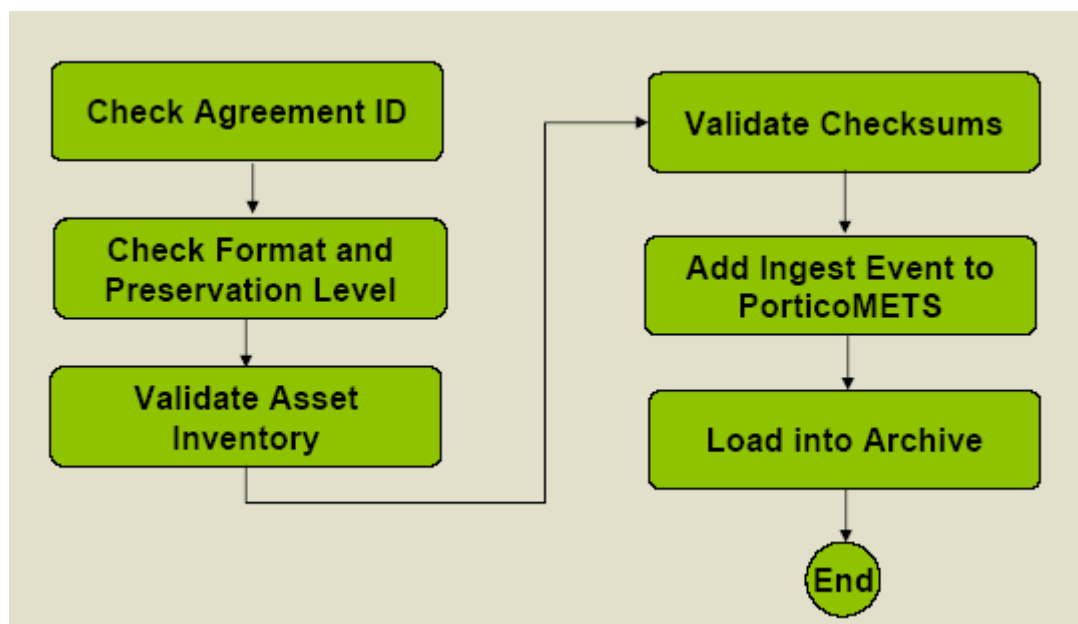 Check Agreement ID
Check Format and
Preservation Level
Validate Asset
Inventory
Validate Checksums
Add Ingest Event to
PorticoMETS
Load into Archive
End